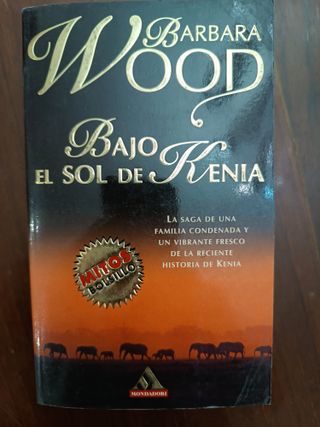 BARBARA
WOOD
BAJO
EL SOL DE KENIA
LA SAGA DE UNA
FAMILIA CONDENADA Y
UN VIBRANTE FRESCO
DE LA RECIENTE
HISTORIA DE KENIA
MITOS
BOLSILLO
MONDADORI